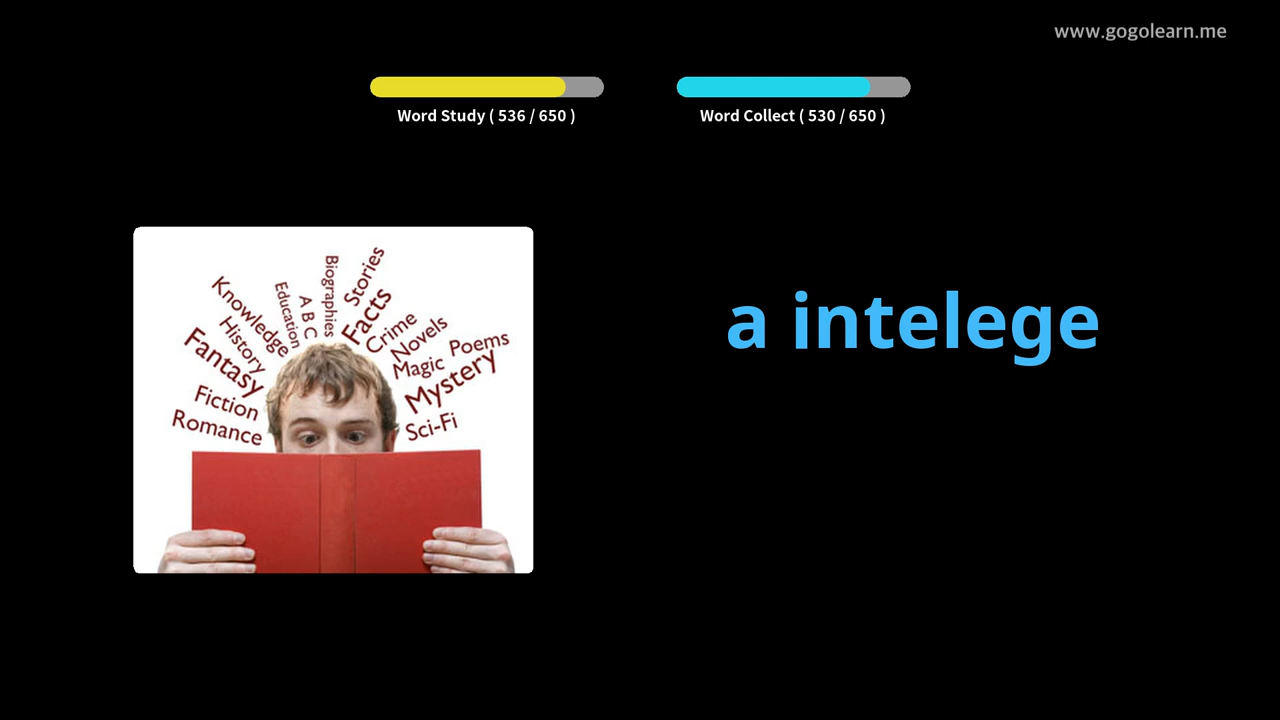 www.gogolearn.me
Word Study ( 536 / 650 )
Word Collect ( 530 / 650 )
a intelege
Knowledge
Education
A B C
Biographies
Stories
Facts
Crime
Novels
Poems
History
Fantasy
Magic
Mystery
Fiction
Sci-Fi
Romance